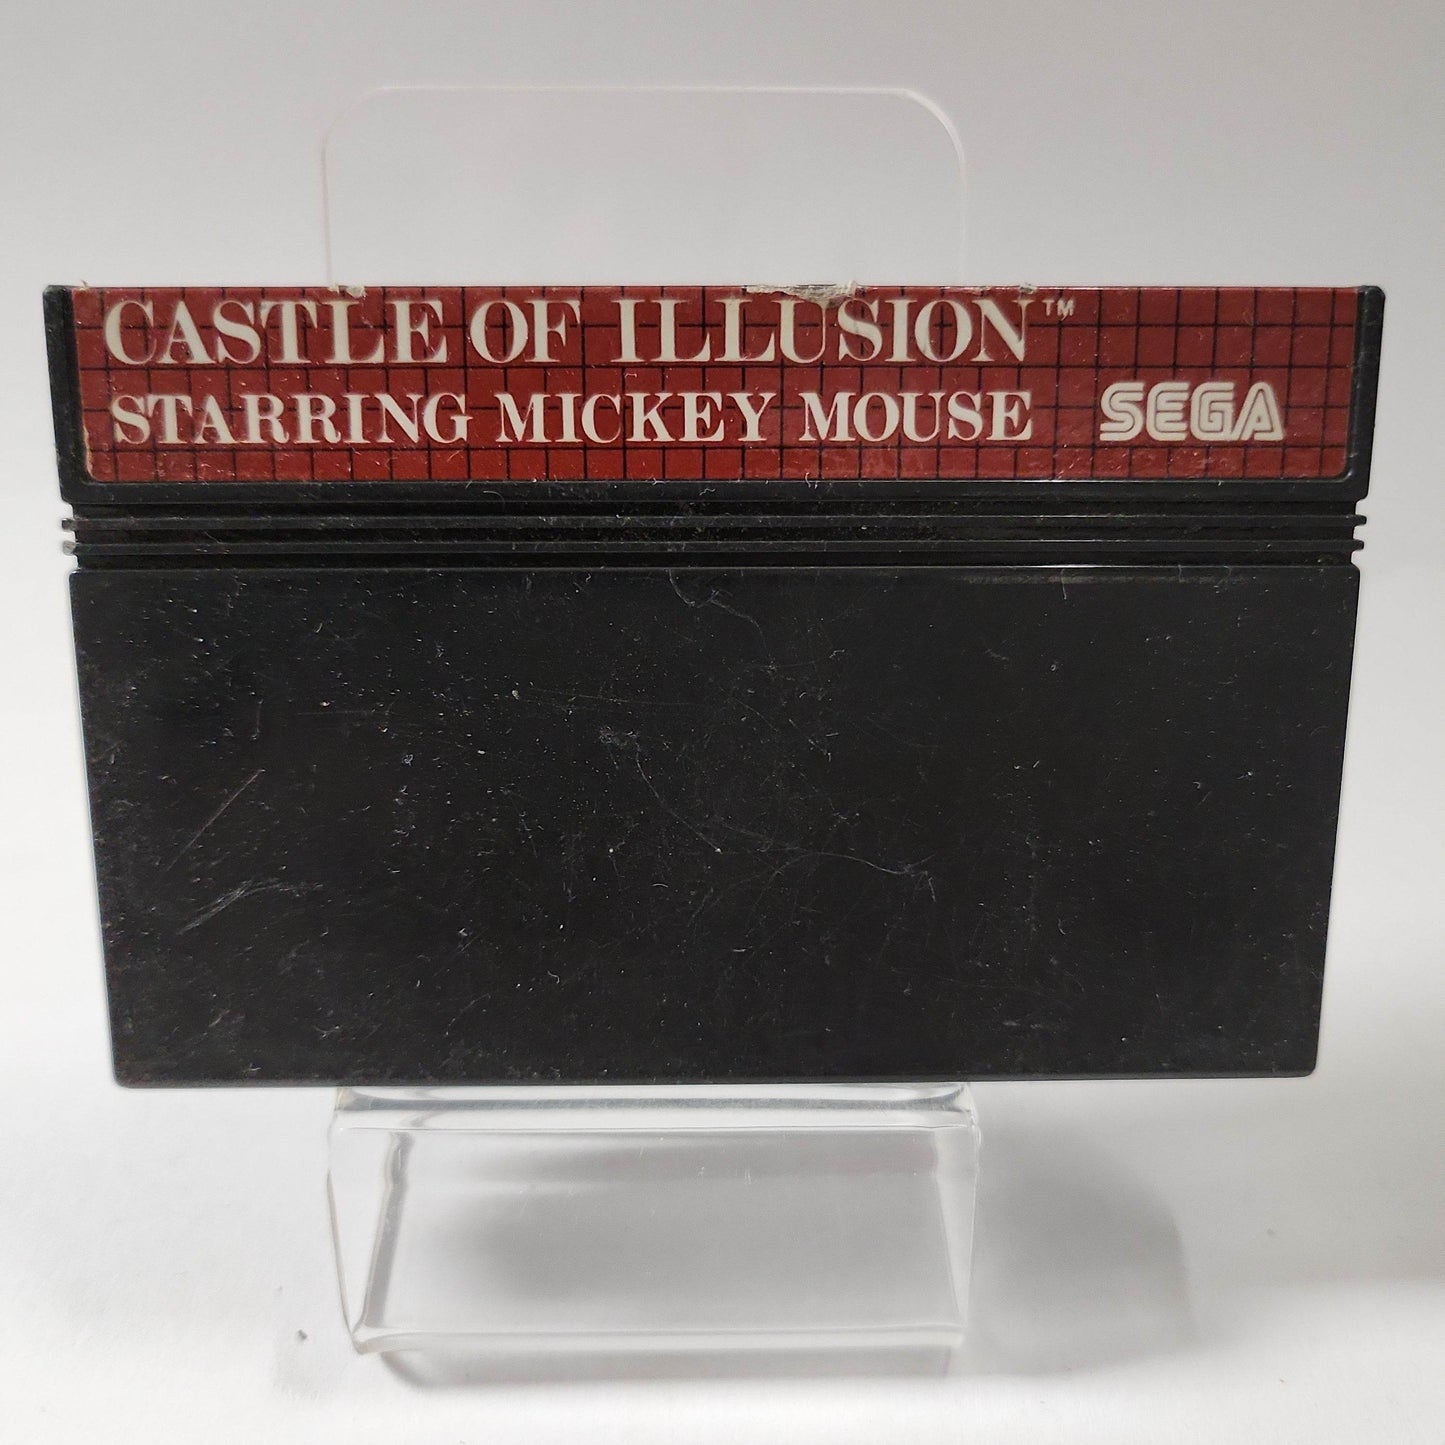 CASTLE OF ILLUSION™
STARRING MICKEY MOUSE
SEGA